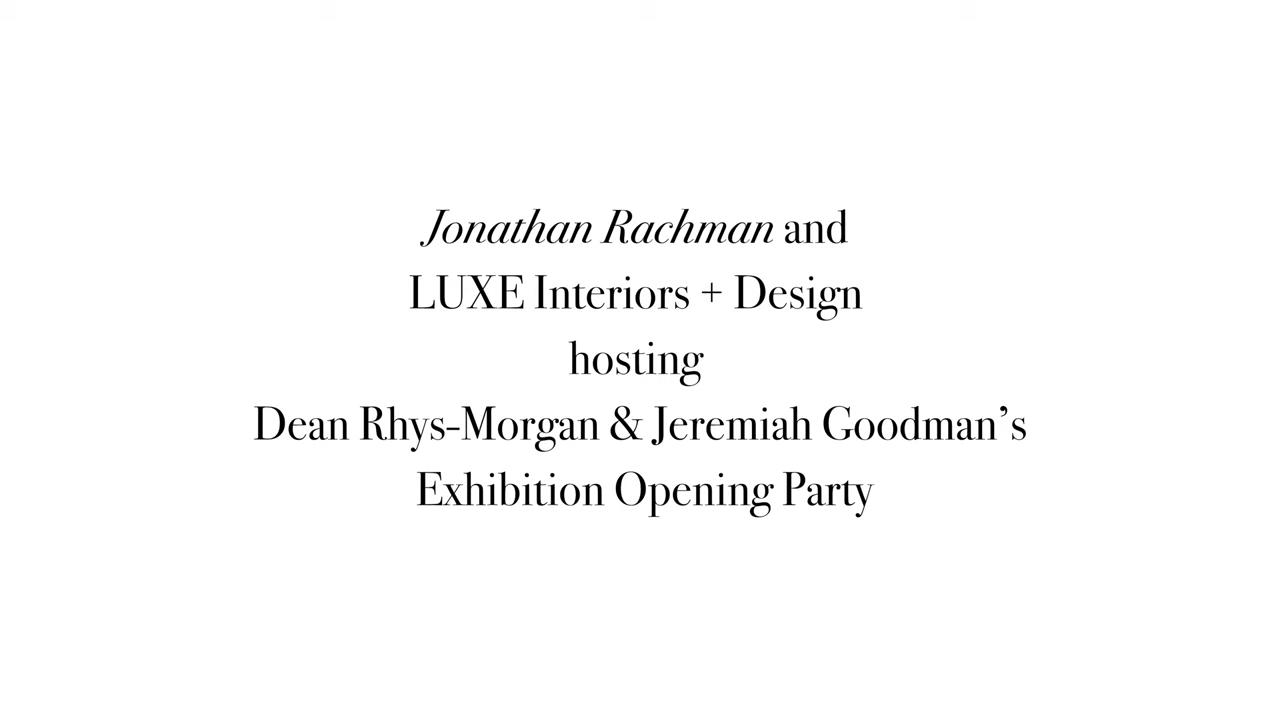 Jonathan Rachman and
LUXE Interiors + Design
hosting
Dean Rhys-Morgan & Jeremiah Goodman’s
Exhibition Opening Party